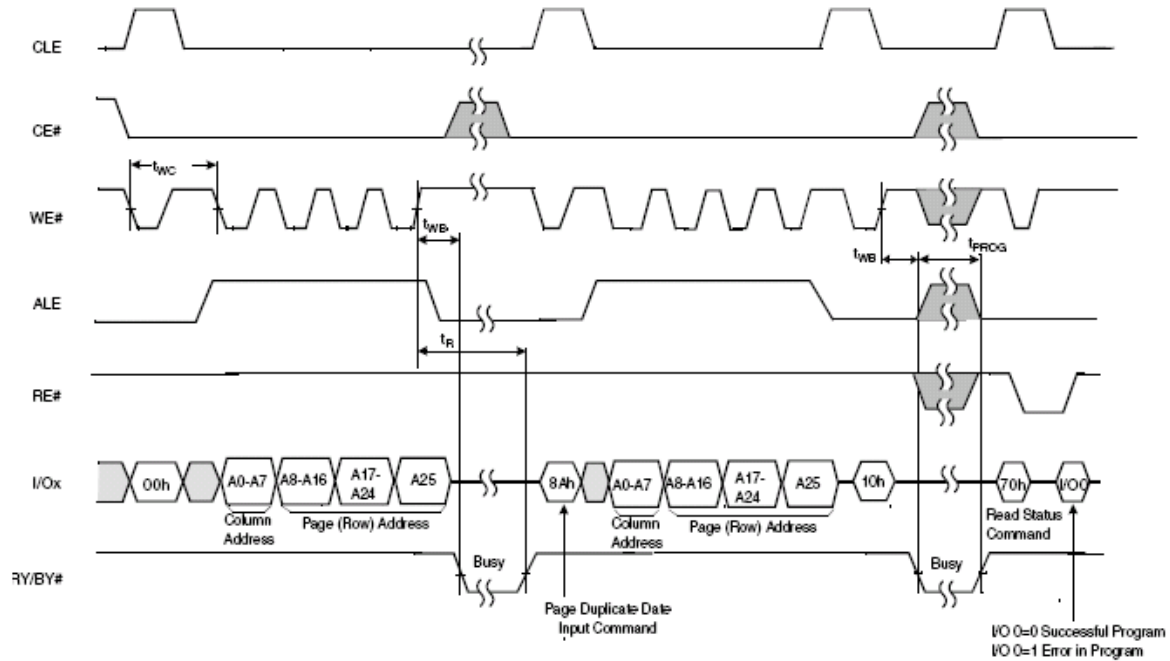 CLE
CE#
tWC
WE#
tWB
tWB
tPROG
ALE
tR
RE#
I/Ox
00h
A0-A7
A8-A16
A17-
A24
A25
8Ah
A0-A7
A8-A16
A17-
A24
A25
10h
70h
Column
Address
Page (Row) Address
Column
Address
Page (Row) Address
Read Status
Command
RY/BY#
Busy
Busy
Page Duplicate Date
Input Command
I/O 0=0 Successful Program
I/O 0=1 Error in Program